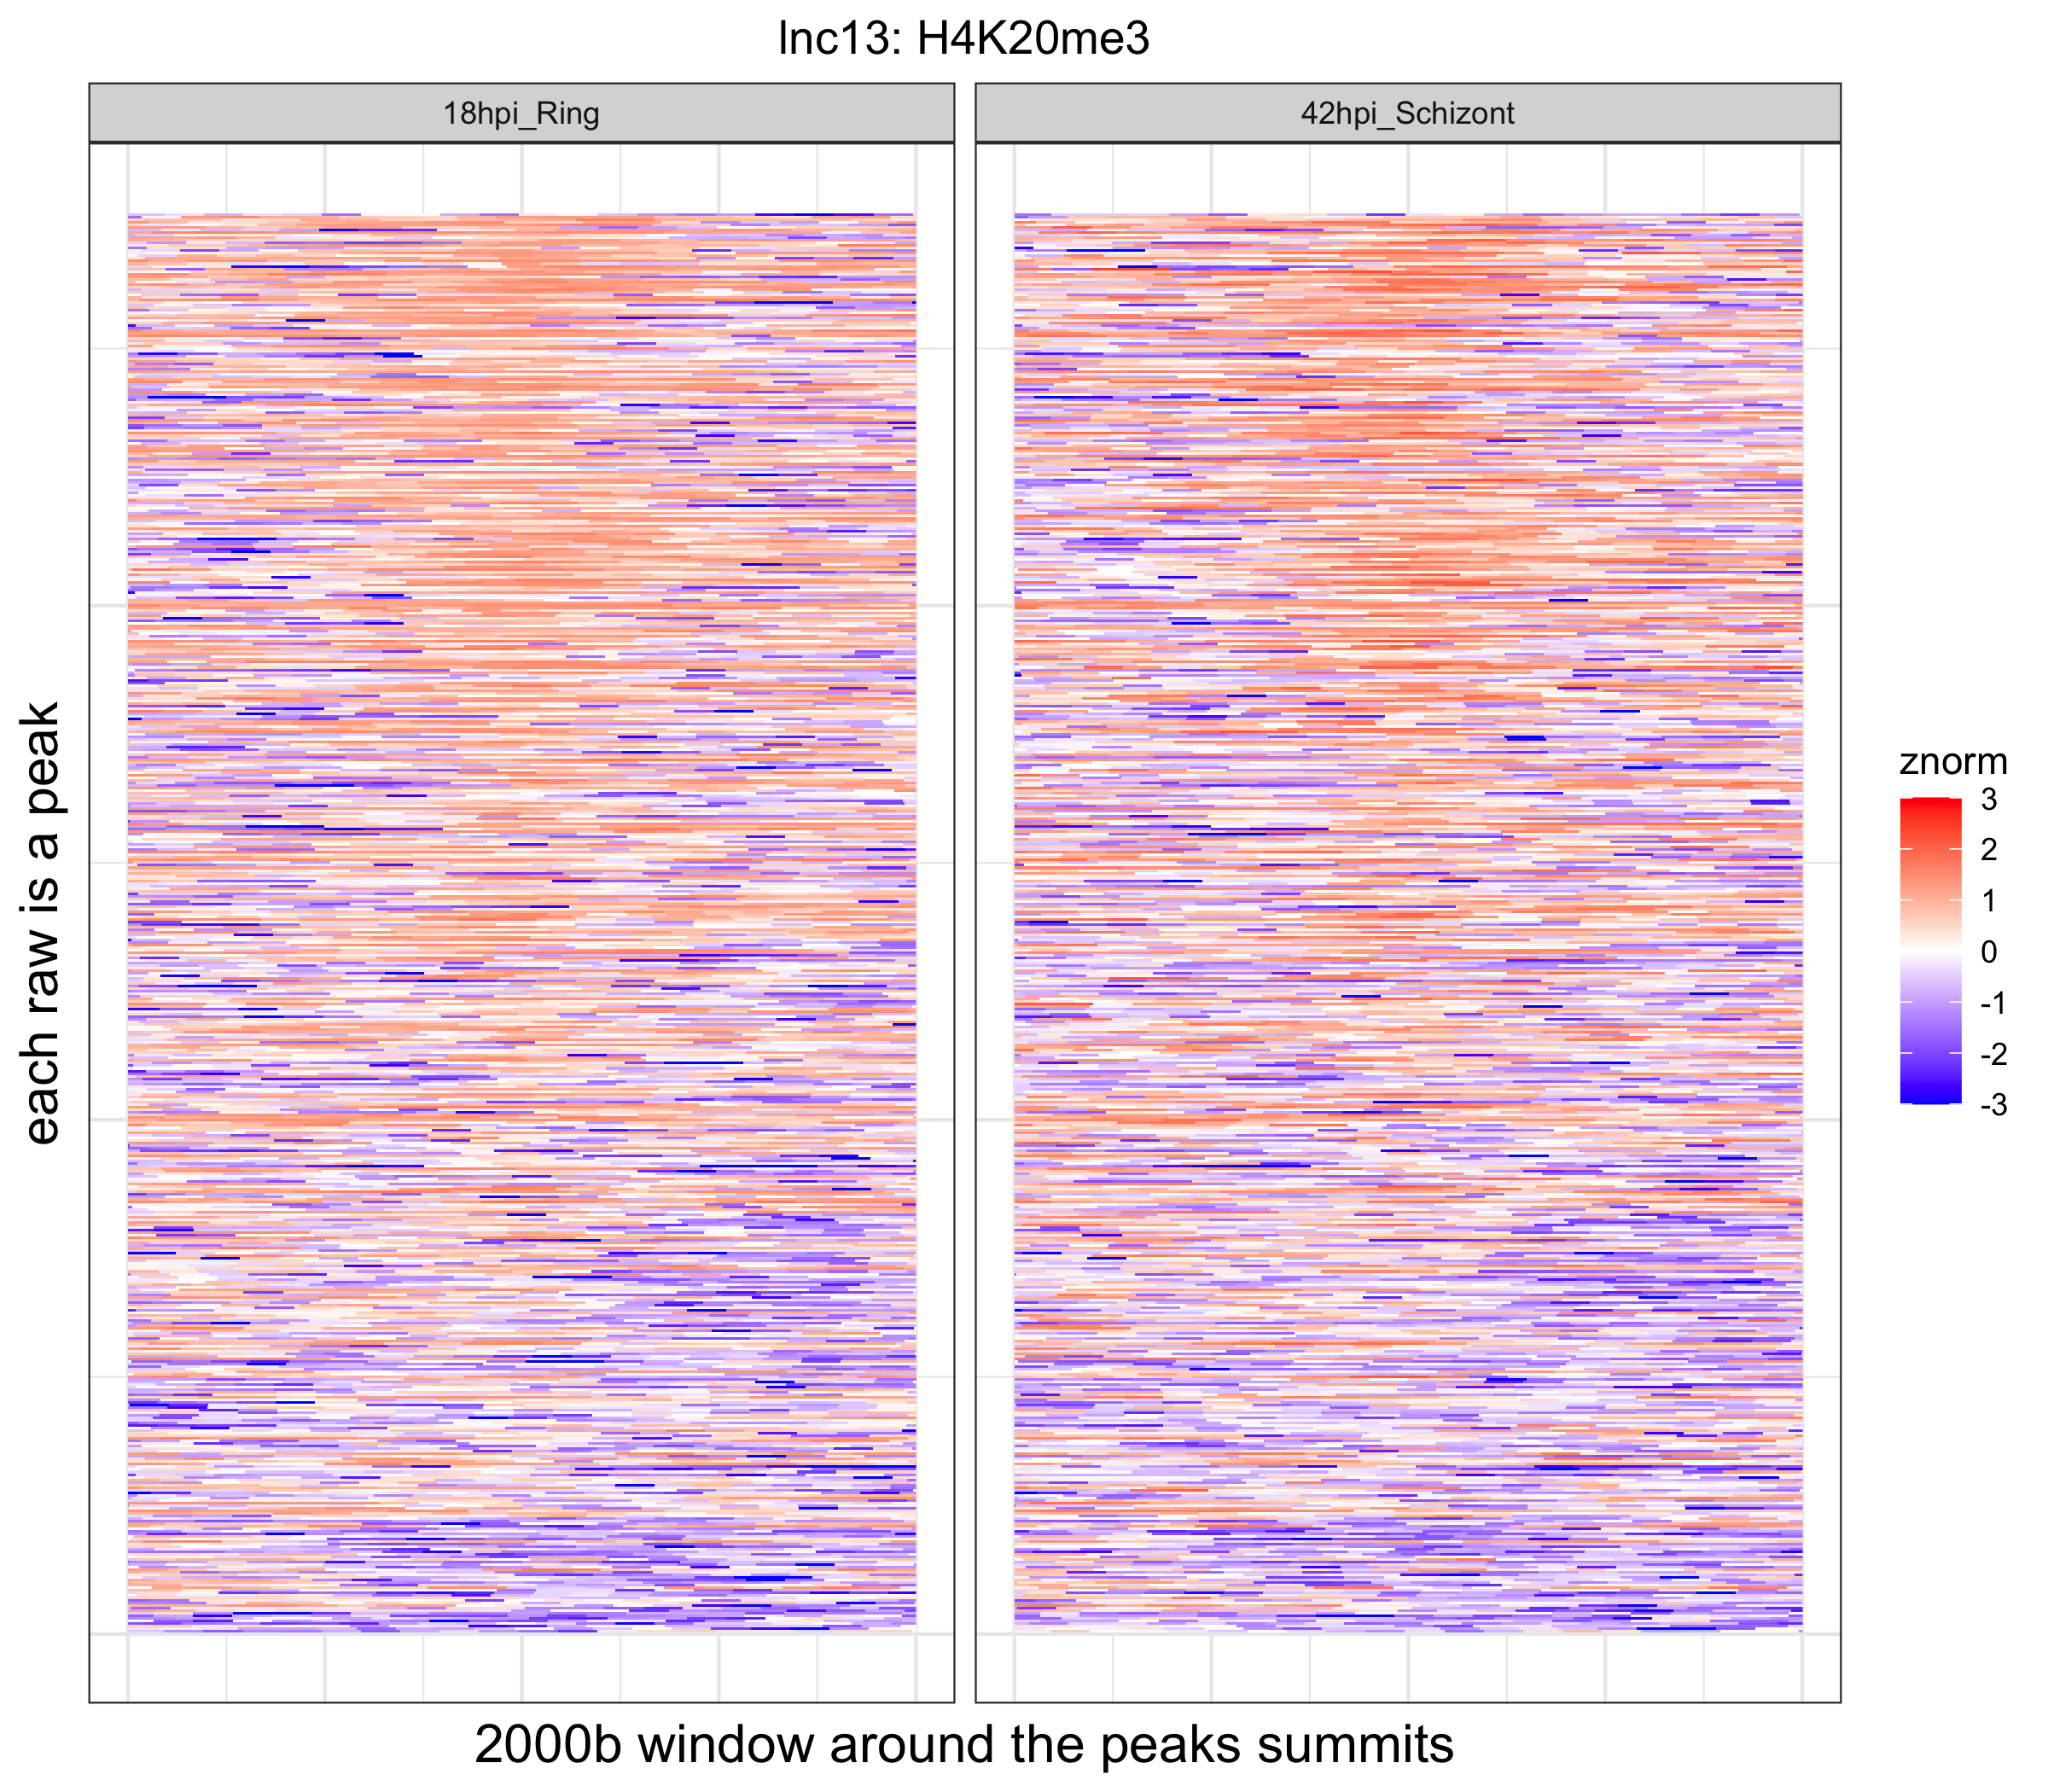 lnc13: H4K20me3
18hpi_Ring
42hpi_Schizont
each raw is a peak
znorm
3
2
1
0
-1
-2
-3
2000b window around the peaks summits